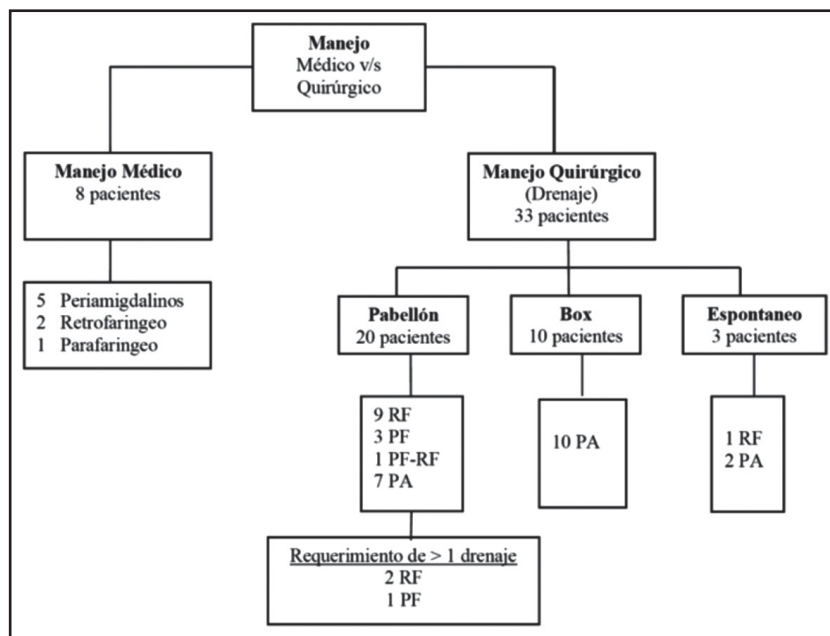 Manejo
Médico v/s
Quirúrgico
Manejo Médico
8 pacientes
Manejo Quirúrgico
(Drenaje)
33 pacientes
5 Periamigdalinos
2 Retrofaringeo
1 Parafaringeo
Pabellón
20 pacientes
Box
10 pacientes
Espontaneo
3 pacientes
9 RF
3 PF
1 PF-RF
7 PA
10 PA
1 RF
2 PA
Requerimiento de > 1 drenaje
2 RF
1 PF